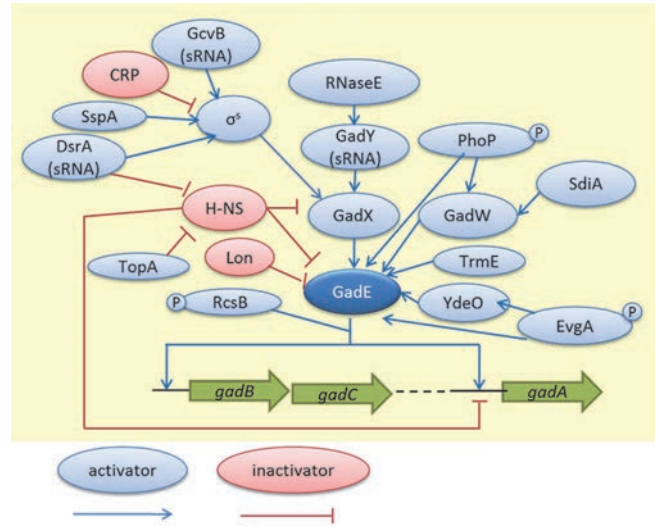 GcvB
(sRNA)
CRP
RNaseE
SspA
σˢ
DsrA
(sRNA)
GadY
(sRNA)
PhoP
P
SdiA
H-NS
GadX
GadW
TopA
Lon
TrmE
GadE
P
RcsB
YdeO
EvgA
P
gadB
gadC
gadA
activator
inactivator